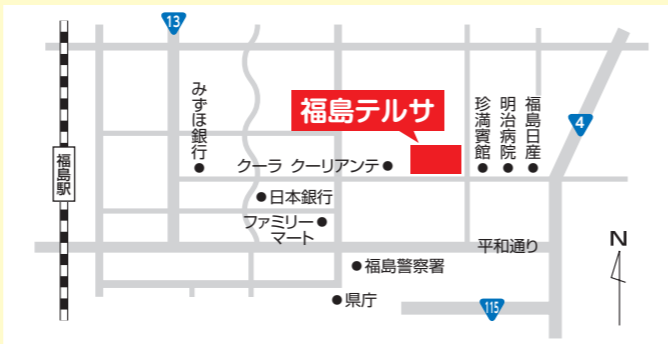 13
みずほ銀行
福島テルサ
珍満賓館
明治病院
福島日産
4
福島駅
クーラ クーリアンテ
日本銀行
ファミリー
マート
平和通り
N
福島警察署
県庁
115